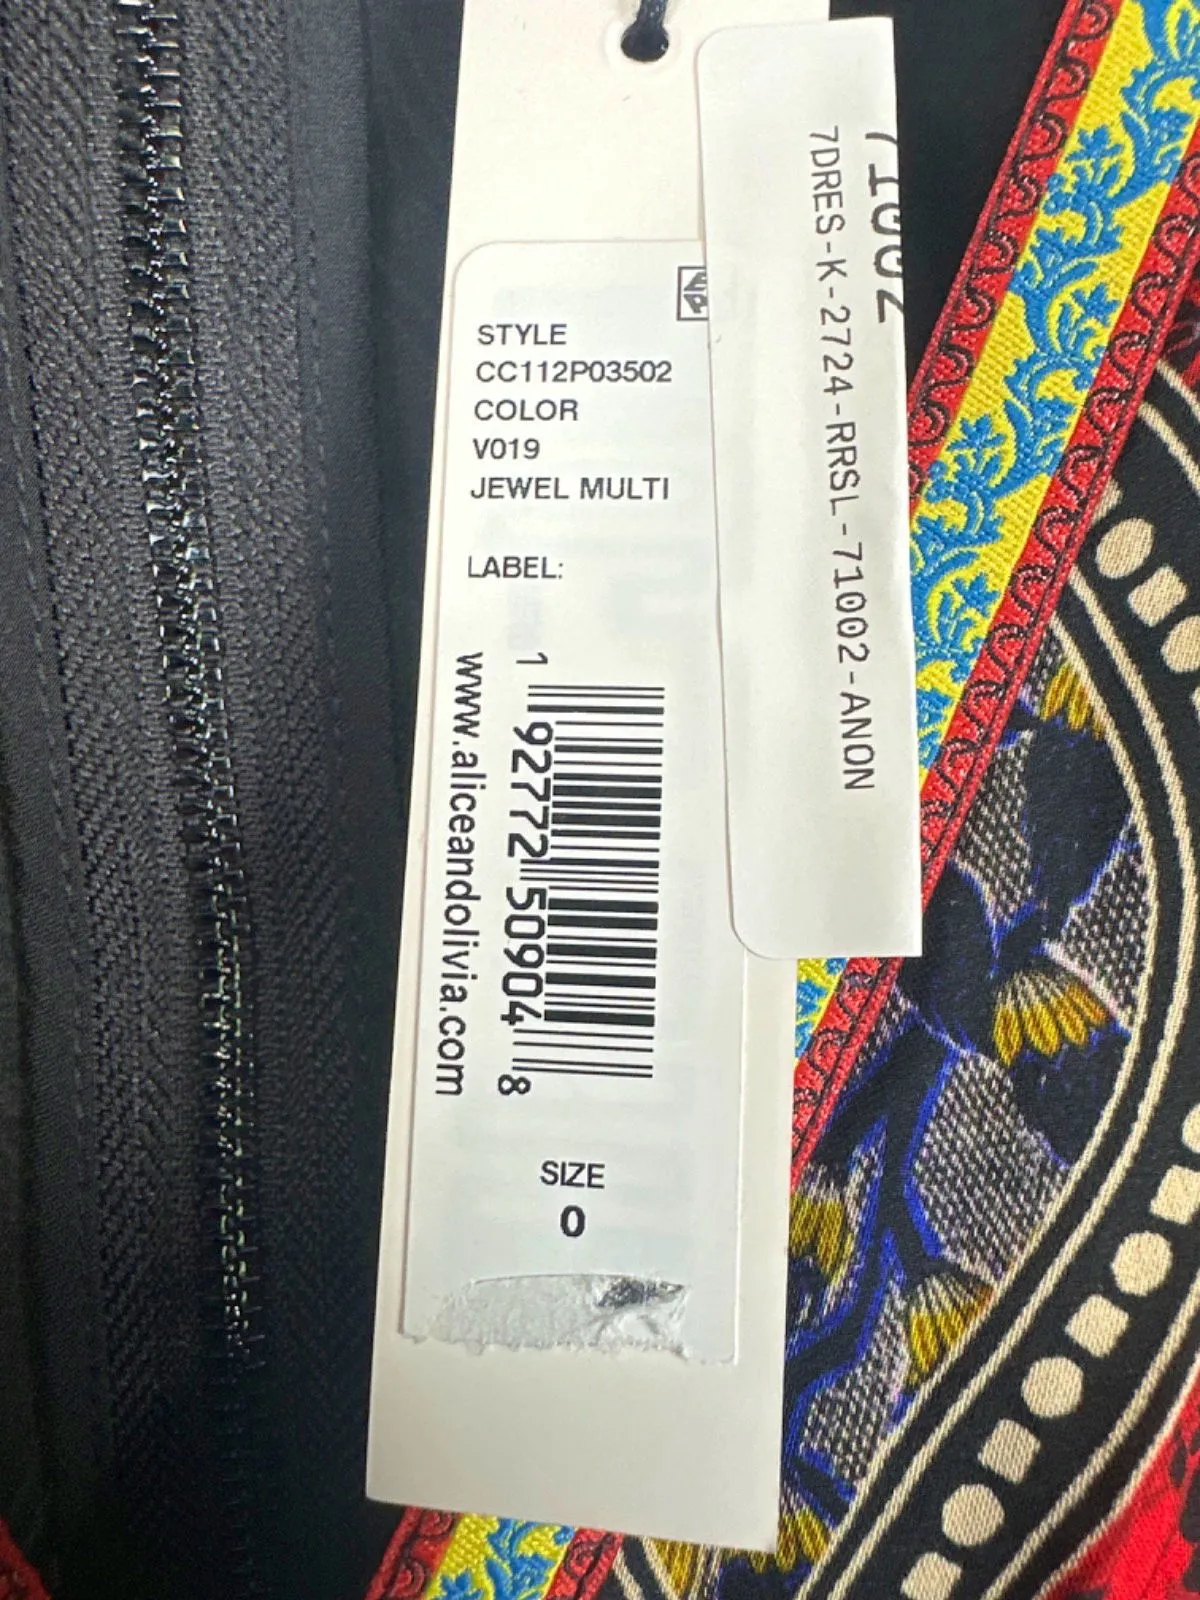 STYLE
CC112P03502
COLOR
V019
JEWEL MULTI
LABEL:
1 92772 50904 8
www.aliceandolivia.com
SIZE
0
71002
7DRES-K-2724-RRSL-71002-ANON